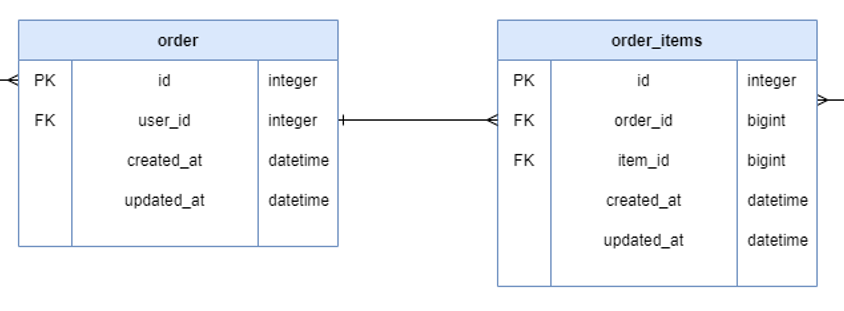 order
PK id integer
FK user_id integer
created_at datetime
updated_at datetime
order_items
PK id integer
FK order_id bigint
FK item_id bigint
created_at datetime
updated_at datetime